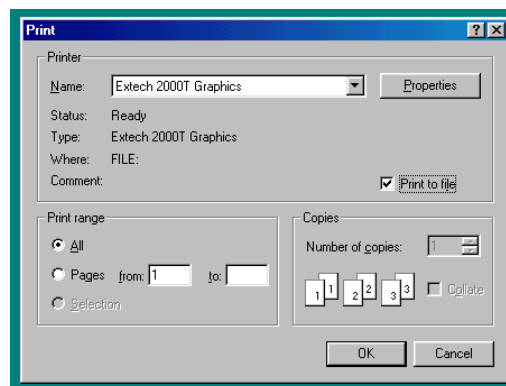 Print
Printer
Name: Extech 2000T Graphics Properties
Status: Ready
Type: Extech 2000T Graphics
Where: FILE:
Comment:
Print to file
Print range
All
Pages from: 1 to:
Selection
Copies
Number of copies: 1
1 1 2 2 3 3 Collate
OK Cancel